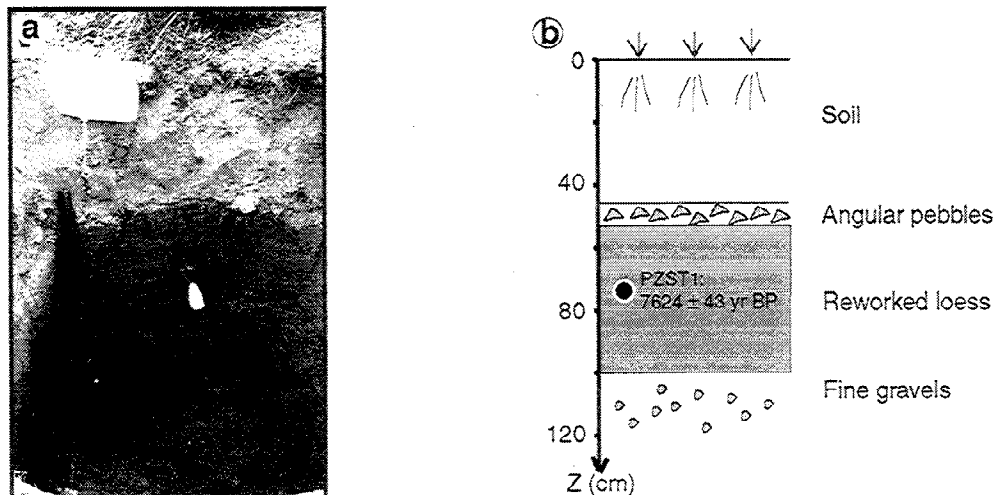 a
b
0
Soil
40
Angular pebbles
PZST1:
7624 ± 43 yr BP
80
Reworked loess
Fine gravels
120
Z (cm)